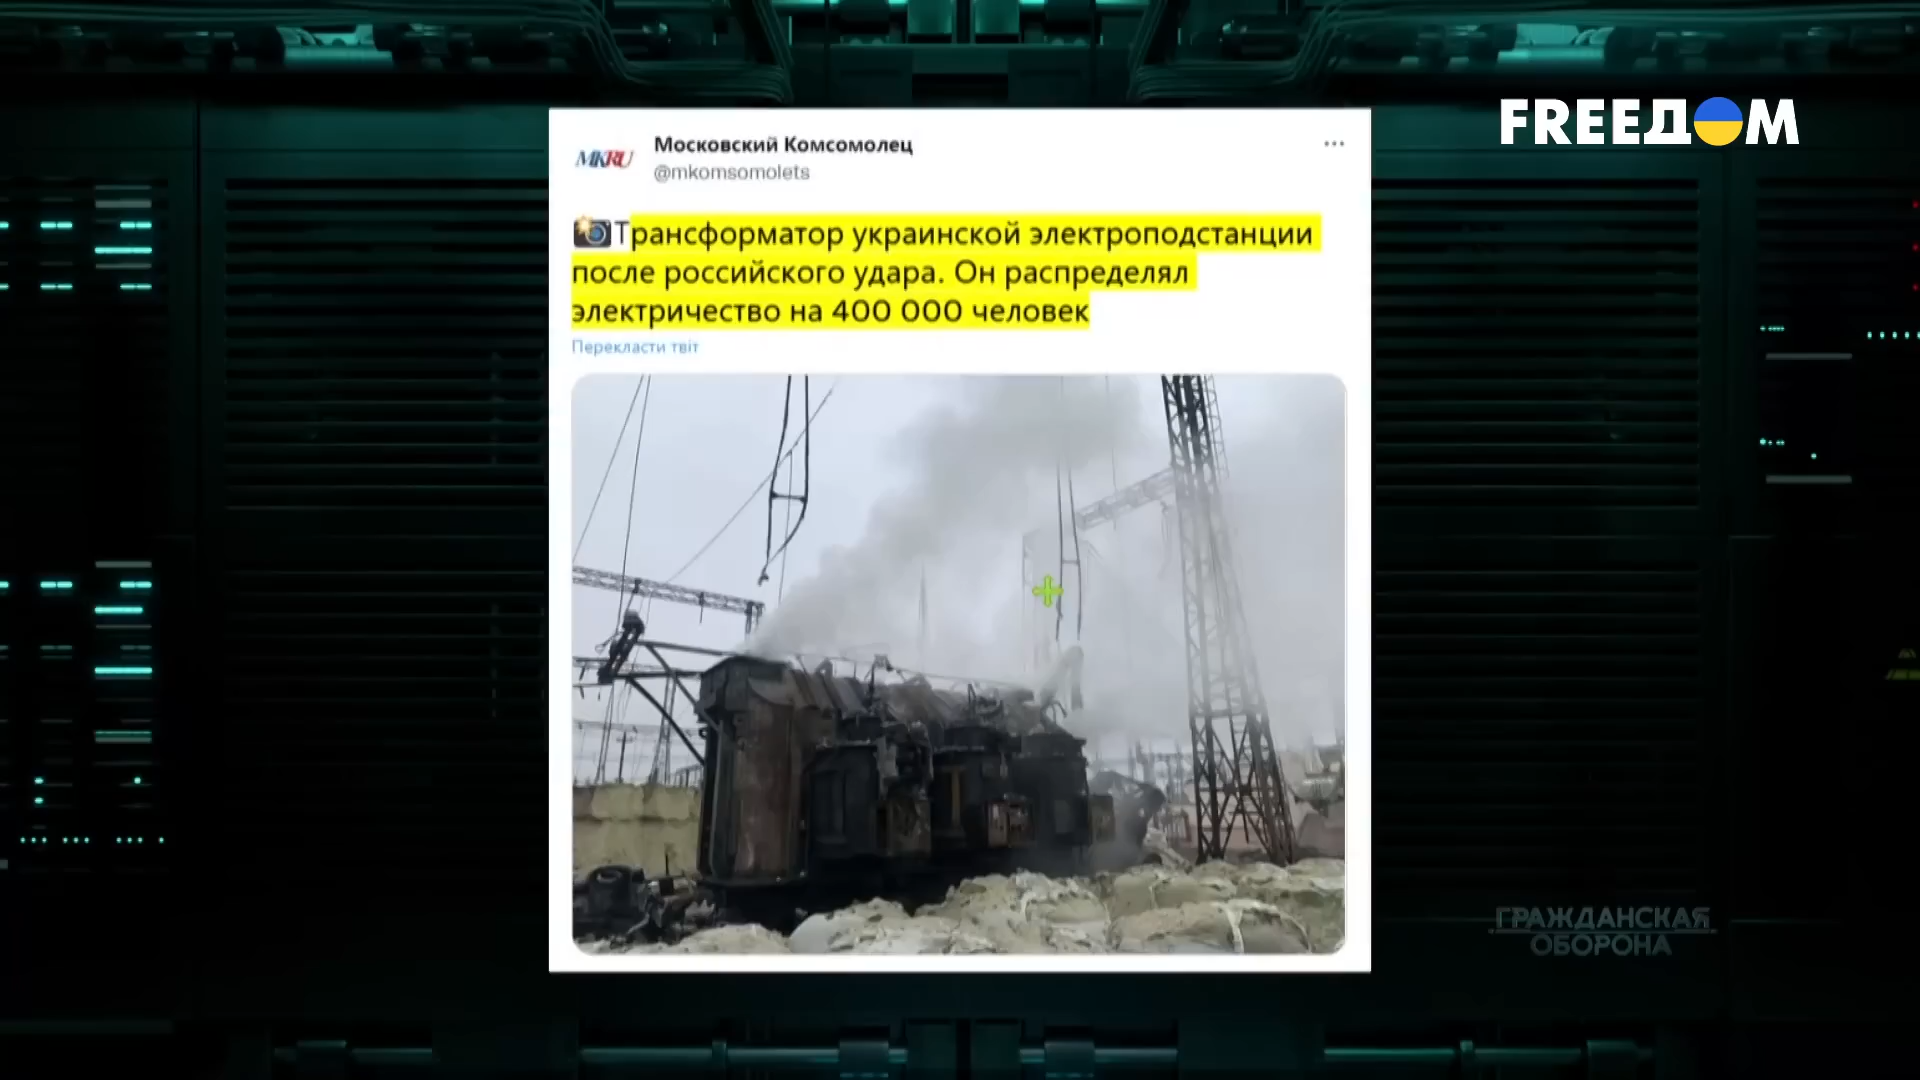 FREEДOM
MKRU
Московский Комсомолец
@mkomsomolets
Трансформатор украинской электроподстанции
после российского удара. Он распределял
электричество на 400 000 человек
Перекласти твіт
ГРАЖДАНСКАЯ
ОБОРОНА